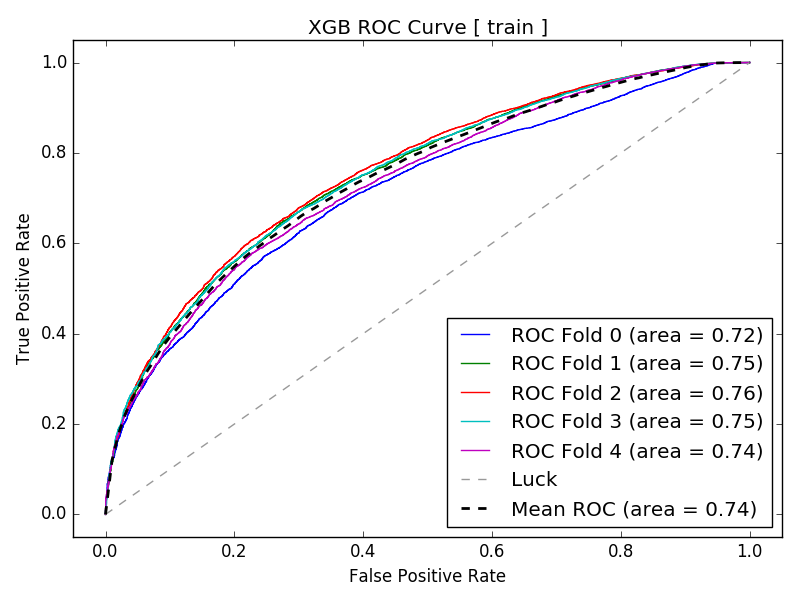 XGB ROC Curve [ train ]
True Positive Rate
1.0
0.8
0.6
0.4
0.2
0.0
0.0 0.2 0.4 0.6 0.8 1.0
False Positive Rate
ROC Fold 0 (area = 0.72)
ROC Fold 1 (area = 0.75)
ROC Fold 2 (area = 0.76)
ROC Fold 3 (area = 0.75)
ROC Fold 4 (area = 0.74)
Luck
Mean ROC (area = 0.74)